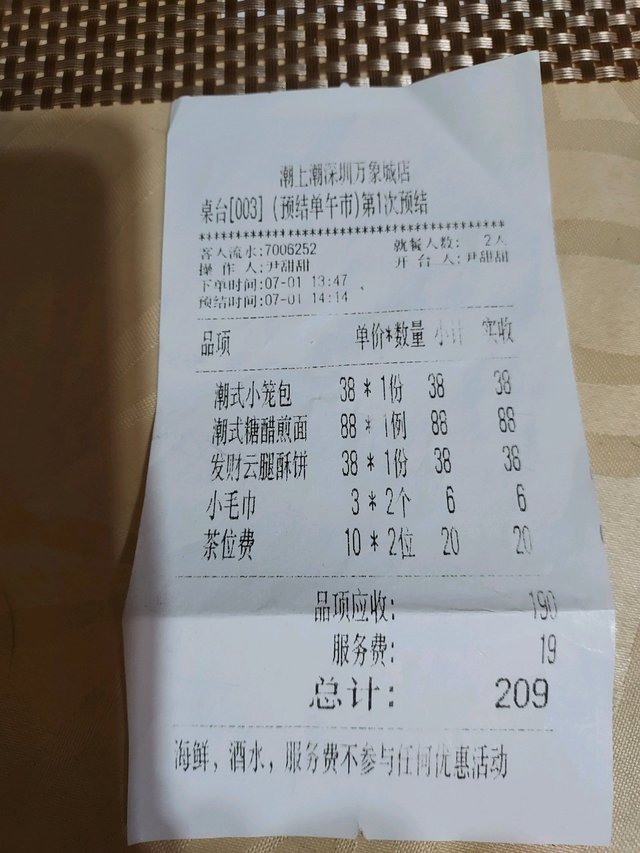 潮上潮深圳万象城店
桌台[003] (预结单午市)第1次预结
********************************************
客人流水:7006252 就餐人数: 2人
操 作 人:尹甜甜 开 台 人:尹甜甜
下单时间:07-01 13:47
预结时间:07-01 14:14
品项 单价*数量 小计 实收
潮式小笼包 38 * 1份 38 38
潮式糖醋煎面 88 * 1例 88 88
发财云腿酥饼 38 * 1份 38 38
小毛巾 3 * 2个 6 6
茶位费 10 * 2位 20 20
品项应收: 190
服务费: 19
总计: 209
海鲜, 酒水, 服务费不参与任何优惠活动